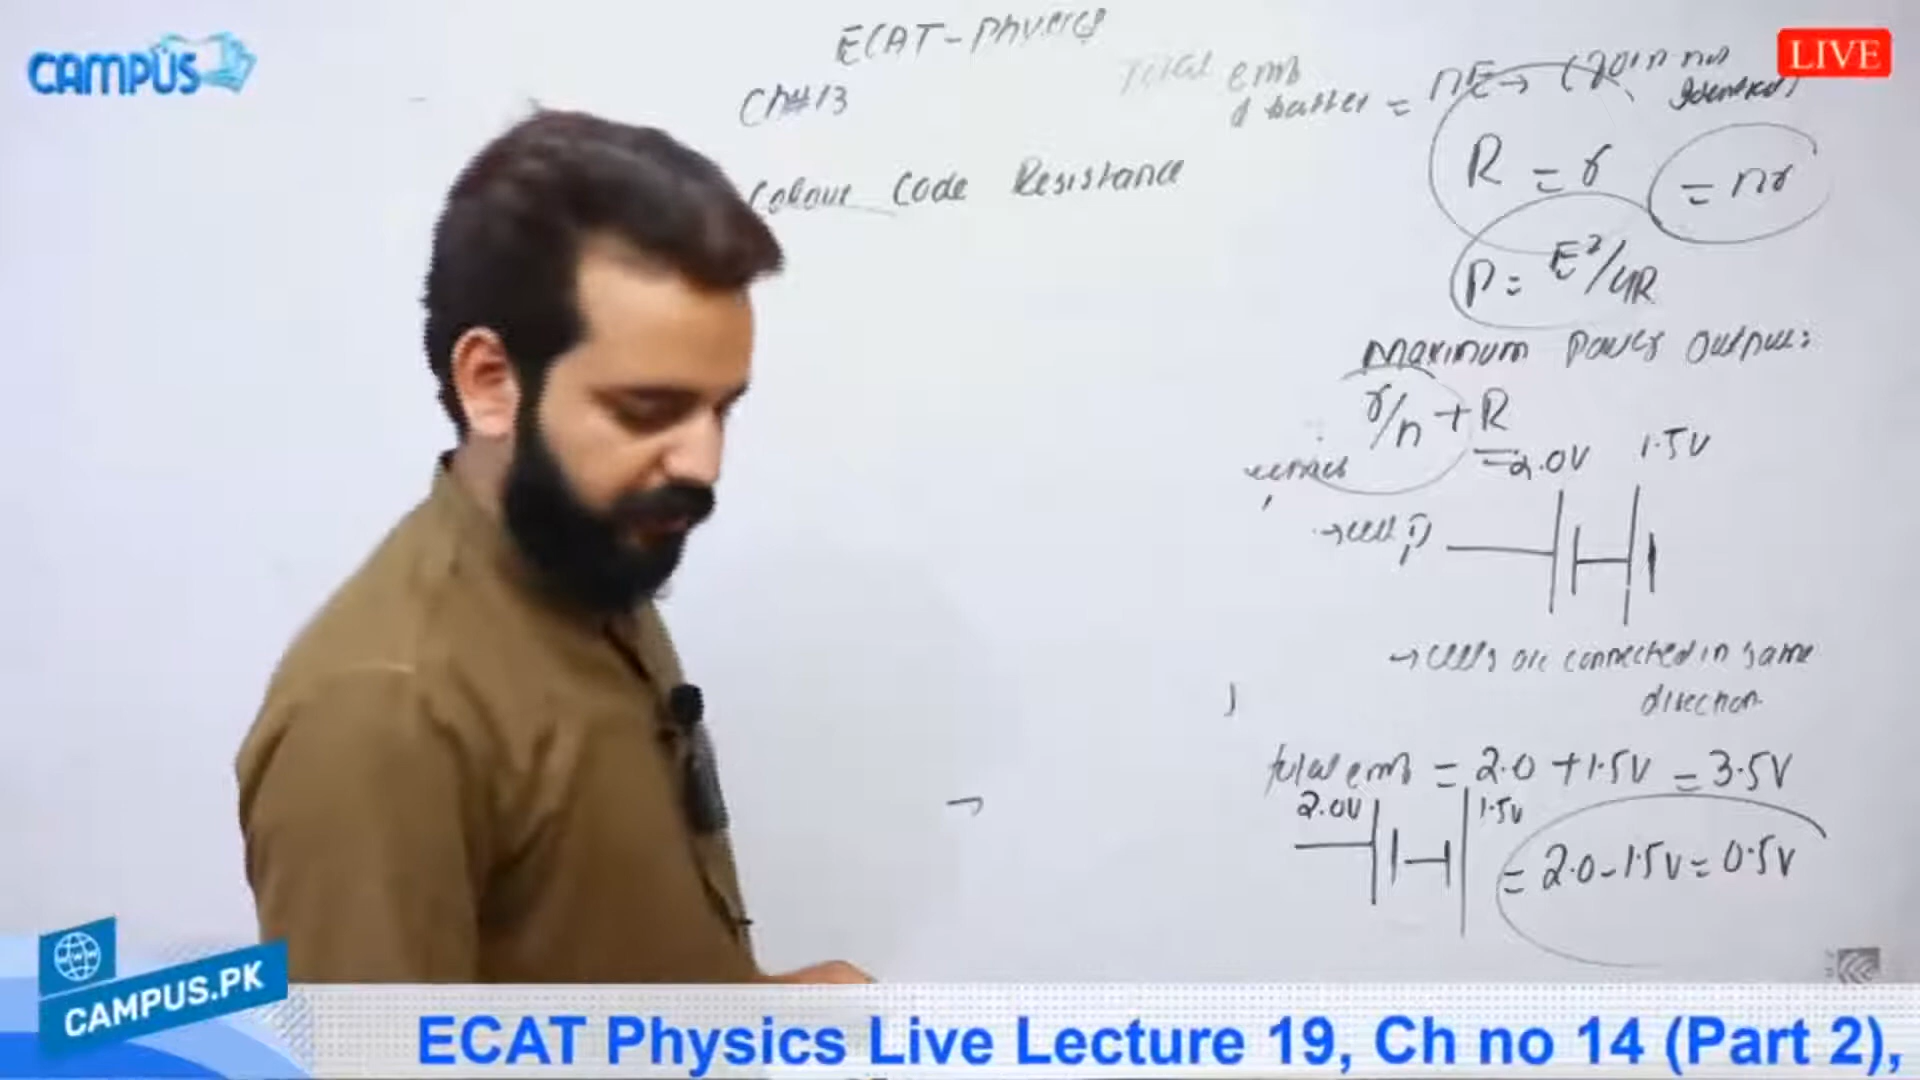 CAMPUS
LIVE
ECAT - Physics
Ch#13
Colour Code Resistance
Total emf
of batter = nE →
R = r = nr
P = E²/4R
Maximum Power Output:
r/n + R
= 2.0V 1.5V
→ cell
→ cells are connected in same
direction
total emf = 2.0 + 1.5V = 3.5V
2.0V 1.5V
= 2.0 - 1.5V = 0.5V
WWW
CAMPUS.PK
ECAT Physics Live Lecture 19, Ch no 14 (Part 2),